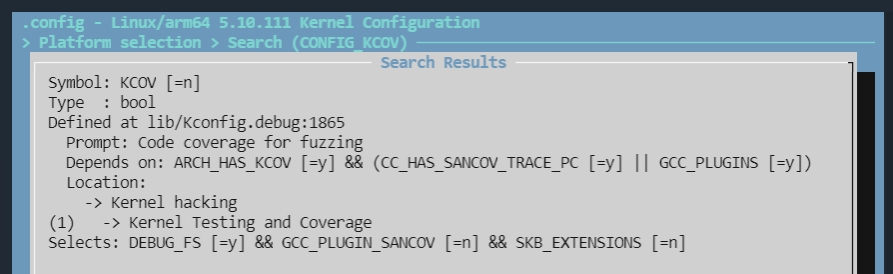 .config - Linux/arm64 5.10.111 Kernel Configuration
> Platform selection > Search (CONFIG_KCOV)
Search Results
Symbol: KCOV [=n]
Type  : bool
Defined at lib/Kconfig.debug:1865
  Prompt: Code coverage for fuzzing
  Depends on: ARCH_HAS_KCOV [=y] && (CC_HAS_SANCOV_TRACE_PC [=y] || GCC_PLUGINS [=y])
  Location:
    -> Kernel hacking
(1)   -> Kernel Testing and Coverage
Selects: DEBUG_FS [=y] && GCC_PLUGIN_SANCOV [=n] && SKB_EXTENSIONS [=n]